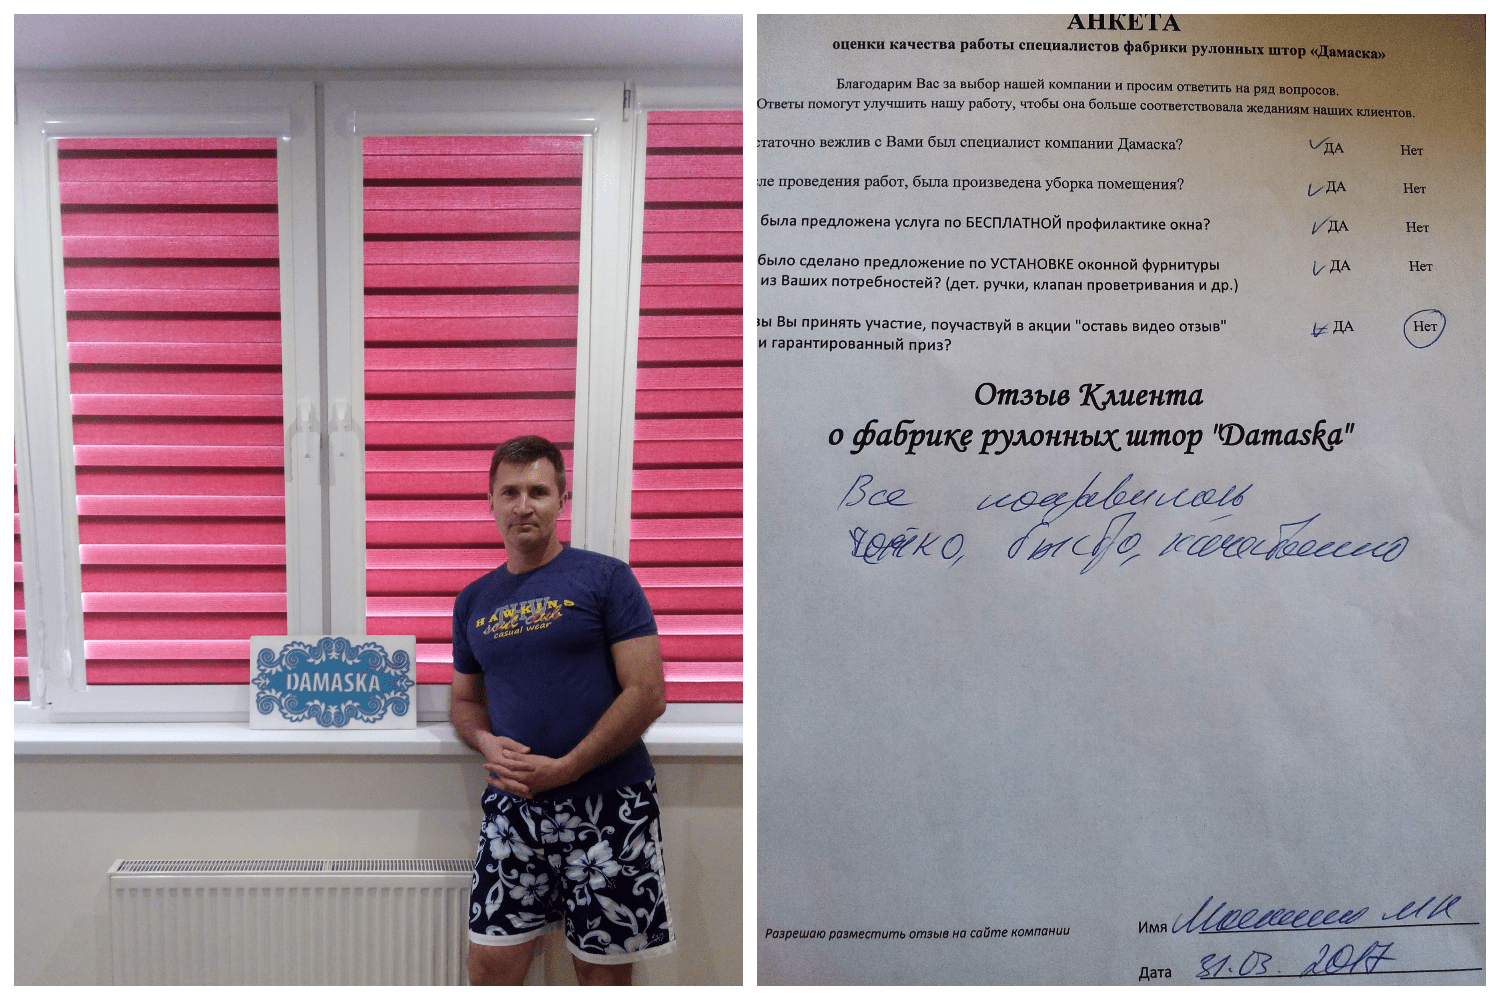 HAWKING
casual wear
DAMASKA
АНКЕТА
оценки качества работы специалистов фабрики рулонных штор «Дамаска»
Благодарим Вас за выбор нашей компании и просим ответить на ряд вопросов.
Ответы помогут улучшить нашу работу, чтобы она больше соответствовала жеданиям наших клиентов.
статочно вежлив с Вами был специалист компании Дамаска? ДА Нет
сле проведения работ, была произведена уборка помещения? ДА Нет
была предложена услуга по БЕСПЛАТНОЙ профилактике окна? ДА Нет
было сделано предложение по УСТАНОВКЕ оконной фурнитуры ДА Нет
из Ваших потребностей? (дет. ручки, клапан проветривания и др.)
вы Вы принять участие, поучаствуй в акции "оставь видео отзыв" ДА Нет
и гарантированный приз?
Отзыв Клиента
о фабрике рулонных штор "Damaska"
Все понравилось
четко, быстро, качественно
Имя
Разрешаю разместить отзыв на сайте компании
Дата 31.03.2017